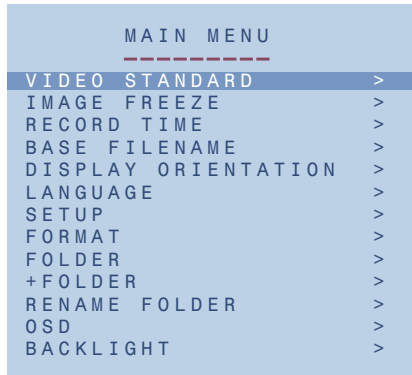 MAIN MENU
VIDEO STANDARD >
IMAGE FREEZE >
RECORD TIME >
BASE FILENAME >
DISPLAY ORIENTATION >
LANGUAGE >
SETUP >
FORMAT >
FOLDER >
+FOLDER >
RENAME FOLDER >
OSD >
BACKLIGHT >